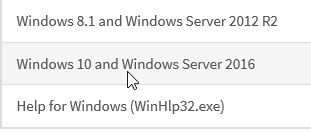 Windows 8.1 and Windows Server 2012 R2
Windows 10 and Windows Server 2016
Help for Windows (WinHlp32.exe)